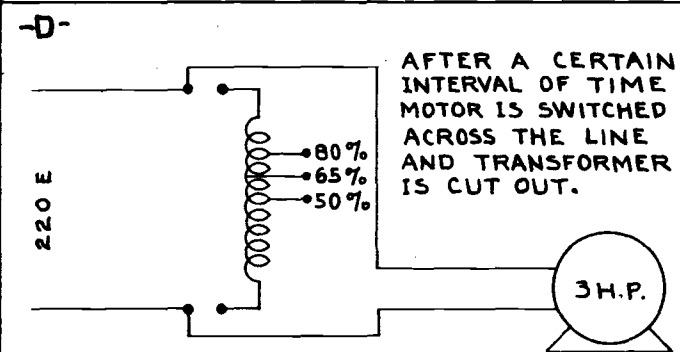 -D-
AFTER A CERTAIN
INTERVAL OF TIME
MOTOR IS SWITCHED
ACROSS THE LINE
AND TRANSFORMER
IS CUT OUT.
80%
65%
50%
220 E
3 H.P.